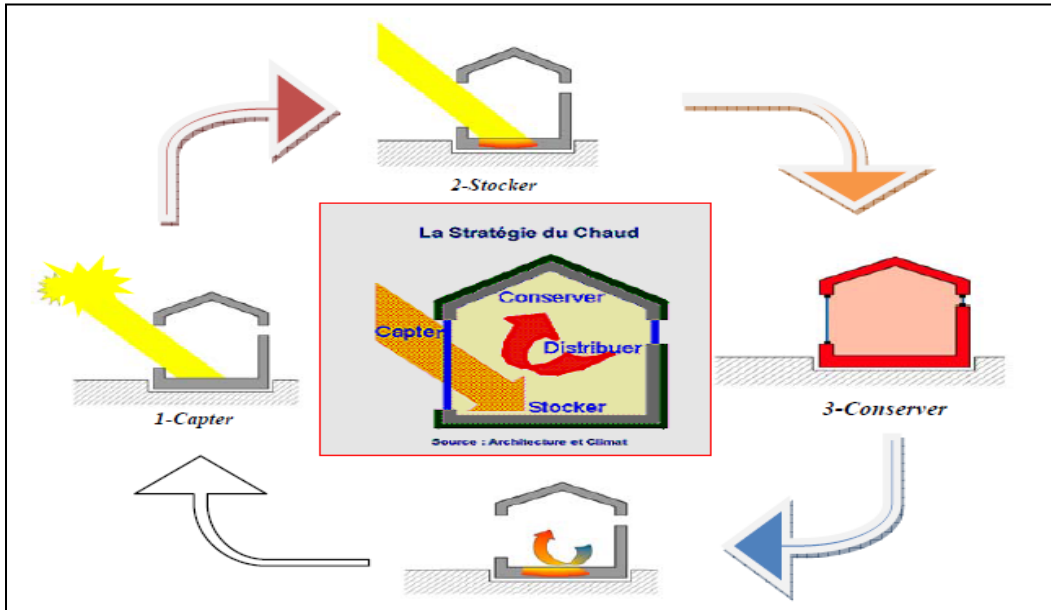 2-Stocker
La Stratégie du Chaud
Conserver
Capter
Distribuer
Stocker
Source : Architecture et Climat
1-Capter
3-Conserver